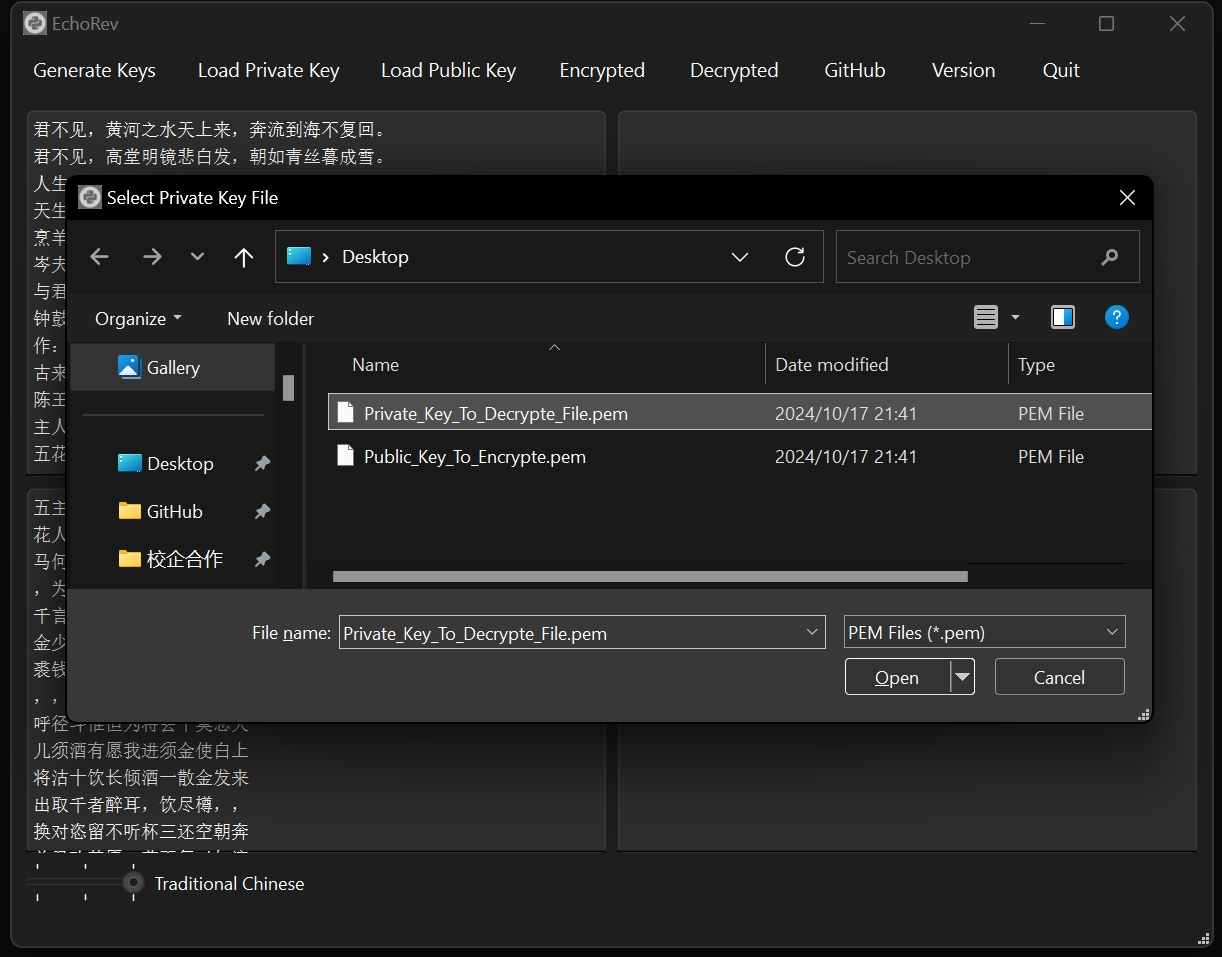 EchoRev
Generate Keys Load Private Key Load Public Key Encrypted Decrypted GitHub Version Quit
君不见，黄河之水天上来，奔流到海不复回。
君不见，高堂明镜悲白发，朝如青丝暮成雪。
人生
天生
烹羊
岑夫
与君
钟鼓
作：
古来
陈王
主人
五花
Select Private Key File
Desktop
Search Desktop
Organize New folder
Gallery
Desktop
GitHub
校企合作
Name Date modified Type
Private_Key_To_Decrypte_File.pem 2024/10/17 21:41 PEM File
Public_Key_To_Encrypte.pem 2024/10/17 21:41 PEM File
File name: Private_Key_To_Decrypte_File.pem PEM Files (*.pem)
Open Cancel
五主
花人
马何
，为
千言
金少
裘钱
，，
儿须酒有愿我进须金使白上
将沽十饮长倾酒一散金发来
出取千者醉耳，饮尽樽，，
换对恣留不听杯三还空朝奔
Traditional Chinese